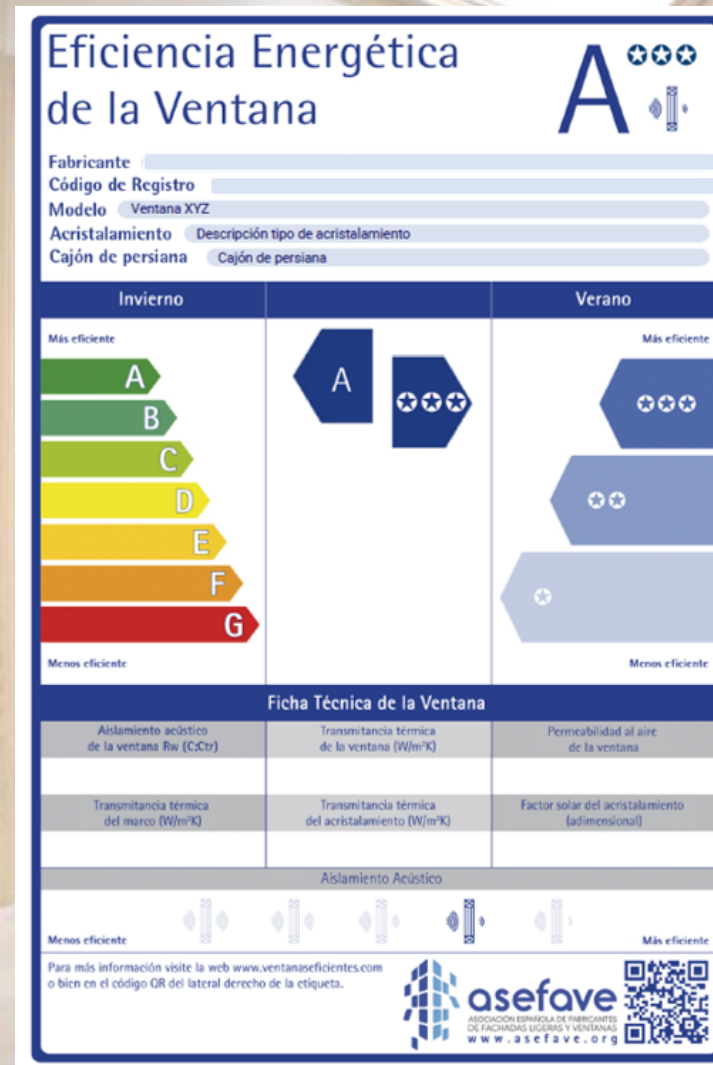 Eficiencia Energética
de la Ventana
A
Fabricante
Código de Registro
Modelo Ventana XYZ
Acristalamiento Descripción tipo de acristalamiento
Cajón de persiana Cajón de persiana
Invierno
Verano
Más eficiente
Más eficiente
A
B
C
D
E
F
G
A
Menos eficiente
Menos eficiente
Ficha Técnica de la Ventana
Aislamiento acústico
de la ventana Rw (C;Ctr)
Transmitancia térmica
de la ventana (W/m²K)
Permeabilidad al aire
de la ventana
Transmitancia térmica
del marco (W/m²K)
Transmitancia térmica
del acristalamiento (W/m²K)
Factor solar del acristalamiento
(adimensional)
Aislamiento Acústico
Menos eficiente
Más eficiente
Para más información visite la web www.ventanaseficientes.com
o bien en el código QR del lateral derecho de la etiqueta.
asefave
ASOCIACIÓN ESPAÑOLA DE FABRICANTES
DE FACHADAS LIGERAS Y VENTANAS
www.asefave.org